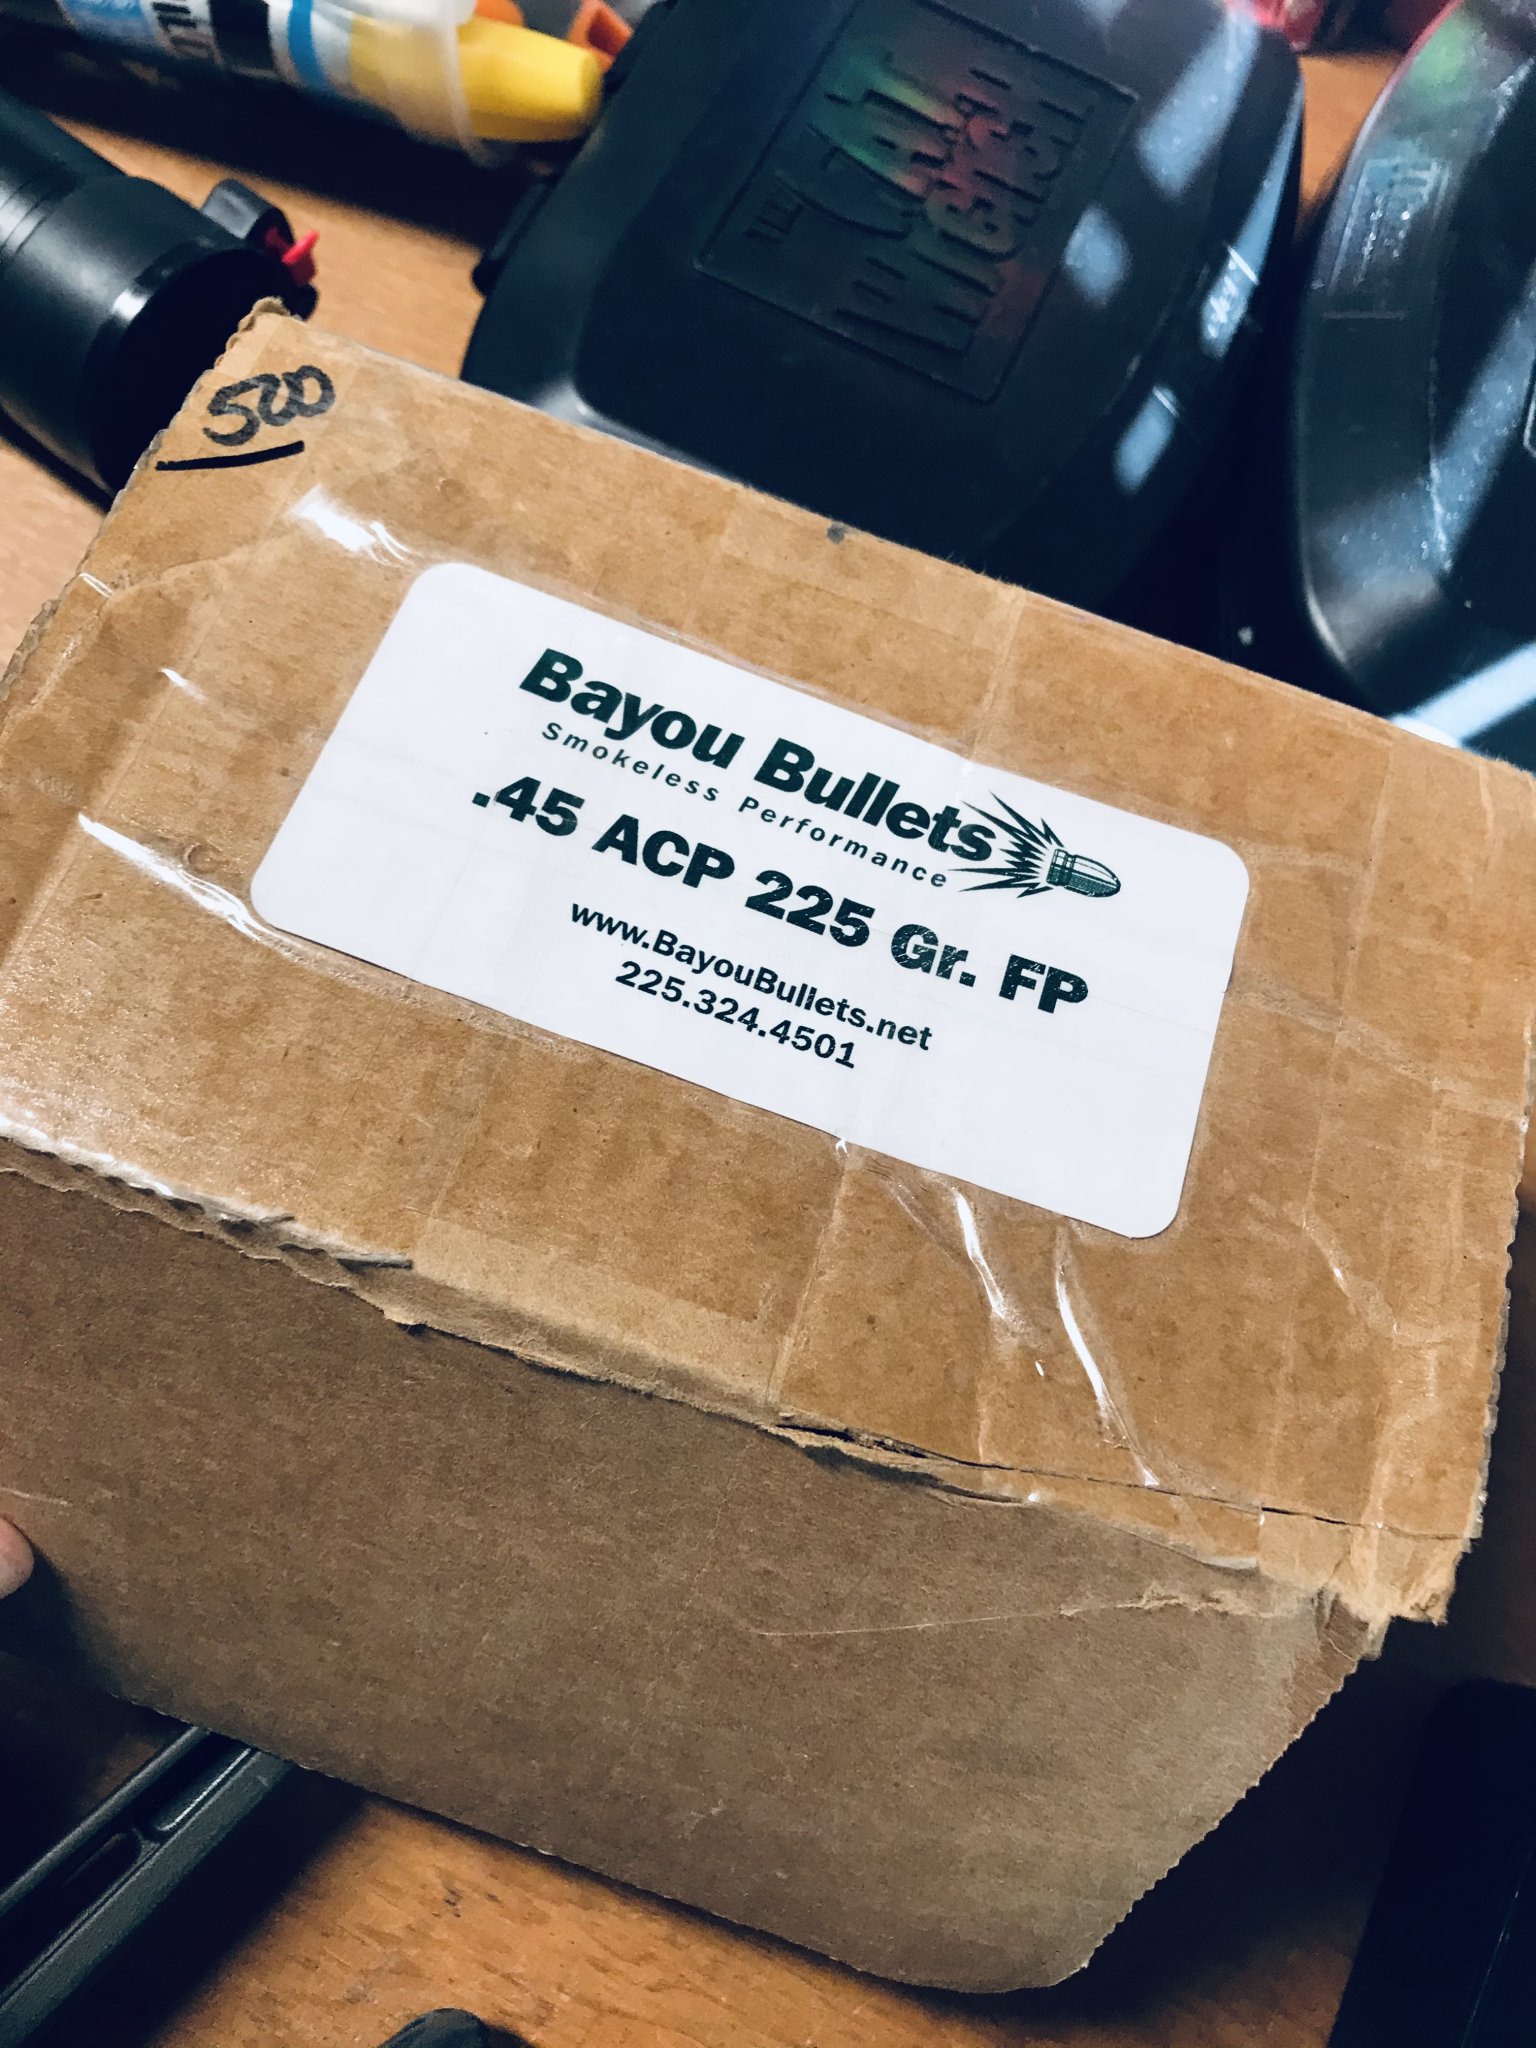 500
Bayou Bullets
Smokeless Performance
.45 ACP 225 Gr. FP
www.BayouBullets.net
225.324.4501